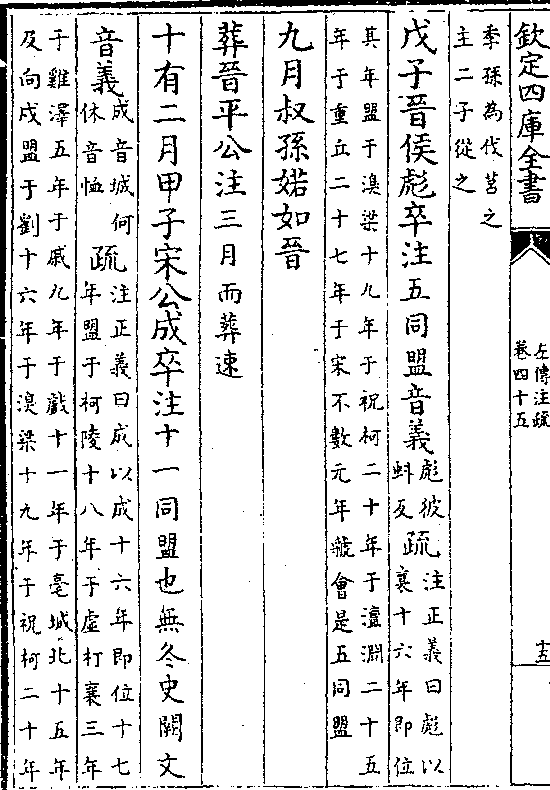 欽定四庫全書
左傳注疏
卷四十五
十五
季孫為伐莒之
主二子從之
戊子晉侯彪卒注五同盟音義彪彼
蚪反疏注正義曰彪以
襄十六年即位
其年盟于溴梁十九年于祝柯二十年于澶淵二十五
年于重丘二十七年于宋不數元年虢會是五同盟
九月叔孫婼如晉
葬晉平公注三月而葬速
十有二月甲子宋公成卒注十一同盟也無冬史闕文
音義成音城何
休音恤疏注正義曰成以成十六年即位十七
年盟于柯陵十八年于虛朾襄三年
于雞澤五年于戚九年于戲十一年于亳城北十五年
及向戌盟于劉十六年于溴梁十九年于祝柯二十年